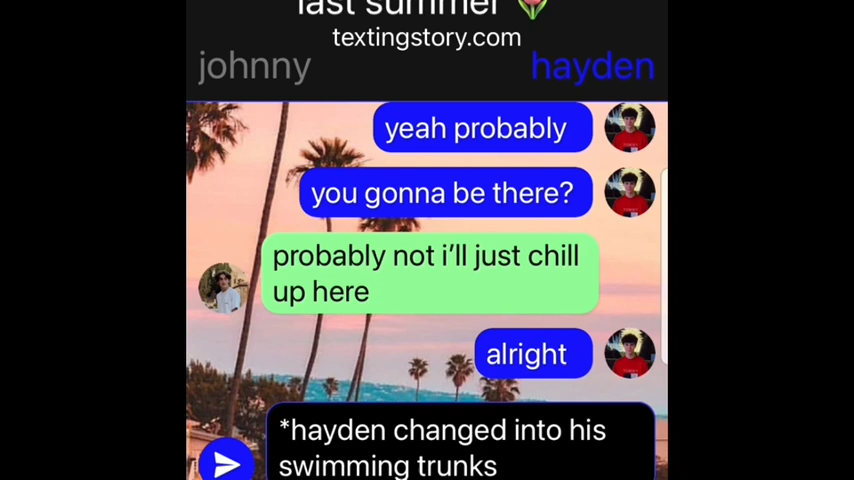 last summer 🌷
textingstory.com
johnny
hayden
yeah probably
you gonna be there?
probably not i'll just chill
up here
alright
*hayden changed into his
swimming trunks